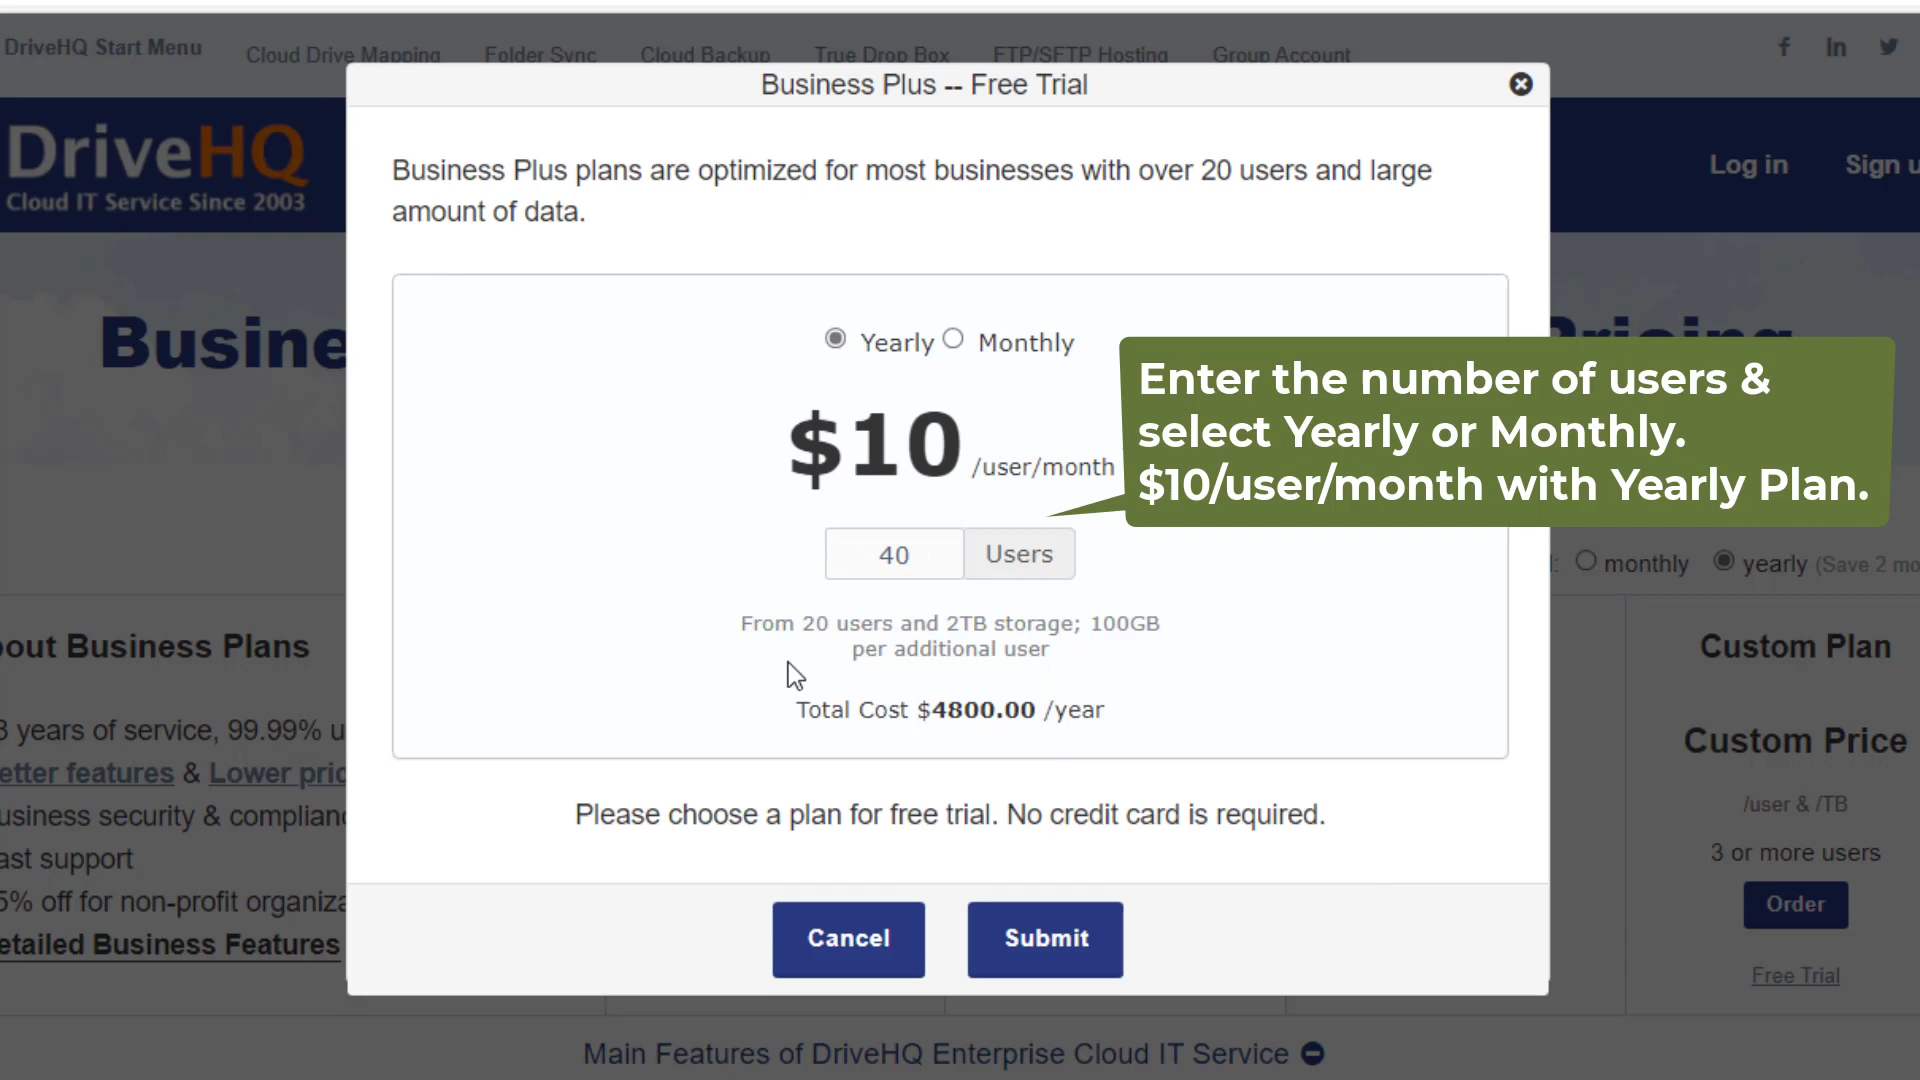 DriveHQ Start Menu
Cloud Drive Mapping
Folder Sync
Cloud Backup
True Drop Box
FTP/SFTP Hosting
Group Account
Business Plus -- Free Trial
DriveHQ
Cloud IT Service Since 2003
Log in
Sign u
Business Plus plans are optimized for most businesses with over 20 users and large
amount of data.
Busine
Pricing
Yearly
Monthly
$10 /user/month
Enter the number of users &
select Yearly or Monthly.
$10/user/month with Yearly Plan.
40 Users
monthly
yearly (Save 2 mo
From 20 users and 2TB storage; 100GB
per additional user
Total Cost $4800.00 /year
out Business Plans
3 years of service, 99.99% u
etter features & Lower pric
usiness security & complianc
ast support
5% off for non-profit organiza
etailed Business Features
Custom Plan
Custom Price
/user & /TB
3 or more users
Order
Free Trial
Please choose a plan for free trial. No credit card is required.
Cancel
Submit
Main Features of DriveHQ Enterprise Cloud IT Service